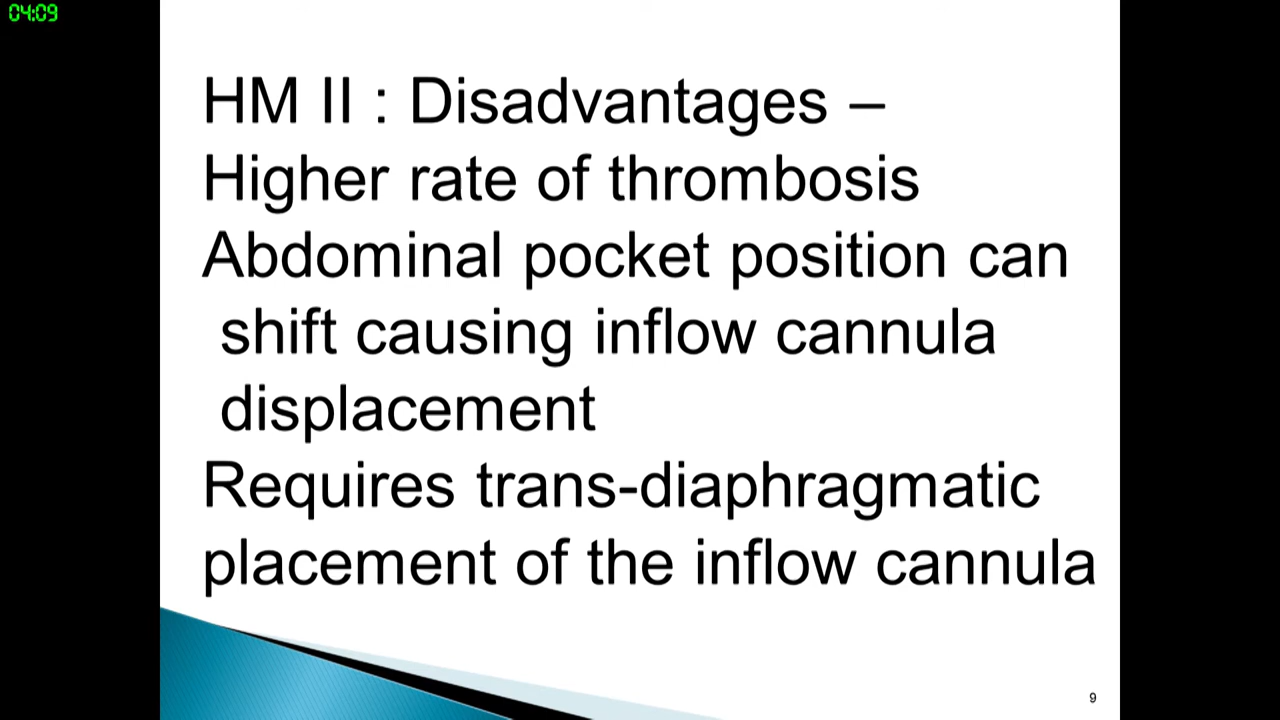 04:09
HM II : Disadvantages –
Higher rate of thrombosis
Abdominal pocket position can
shift causing inflow cannula
displacement
Requires trans-diaphragmatic
placement of the inflow cannula
9